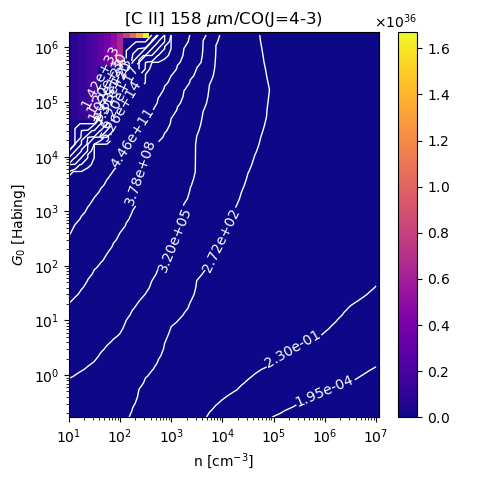 [C II] 158 μm/CO(J=4-3)
×10³⁶
10⁶
10⁵
10⁴
10³
10²
10¹
10⁰
G₀ [Habing]
4.46e+11
3.78e+08
3.20e+05
2.72e+02
2.30e-01
1.95e-04
10¹ 10² 10³ 10⁴ 10⁵ 10⁶ 10⁷
n [cm⁻³]
1.6
1.4
1.2
1.0
0.8
0.6
0.4
0.2
0.0